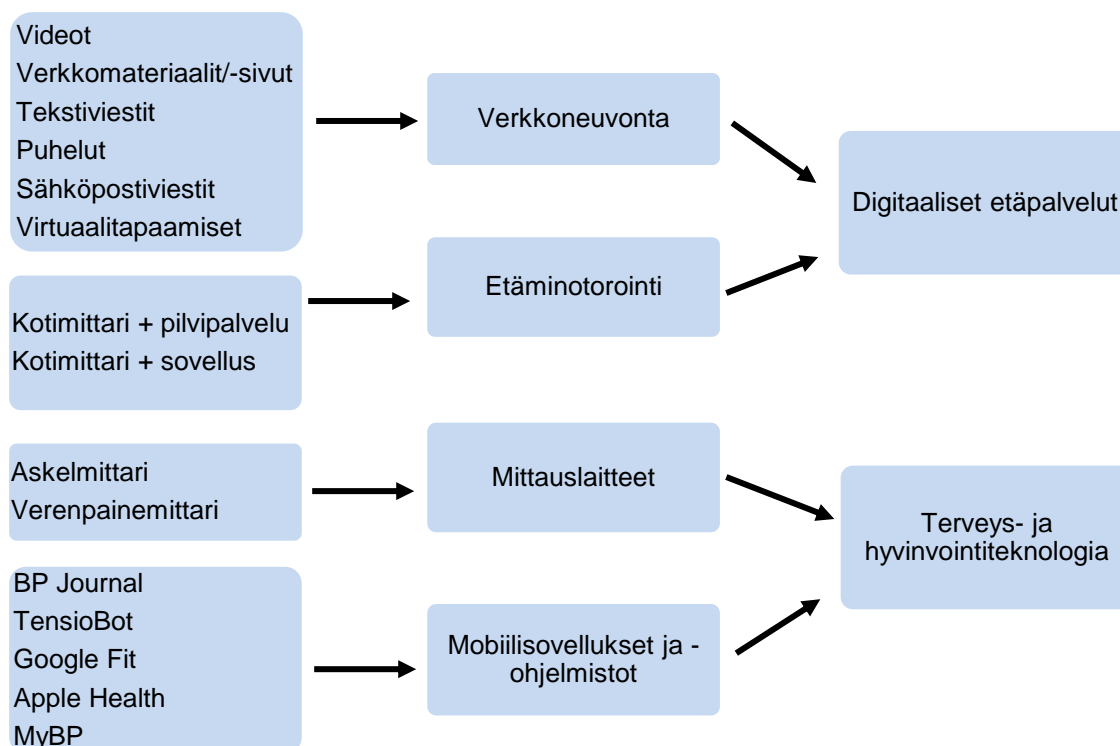 Videot
Verkkomateriaalit/-sivut
Tekstiviestit
Puhelut
Sähköpostiviestit
Virtuaalitapaamiset
Verkkoneuvonta
Digitaaliset etäpalvelut
Kotimittari + pilvipalvelu
Kotimittari + sovellus
Etäminotorointi
Askelmittari
Verenpainemittari
Mittauslaitteet
Terveys- ja
hyvinvointiteknologia
BP Journal
TensioBot
Google Fit
Apple Health
MyBP
Mobiilisovellukset ja -
ohjelmistot